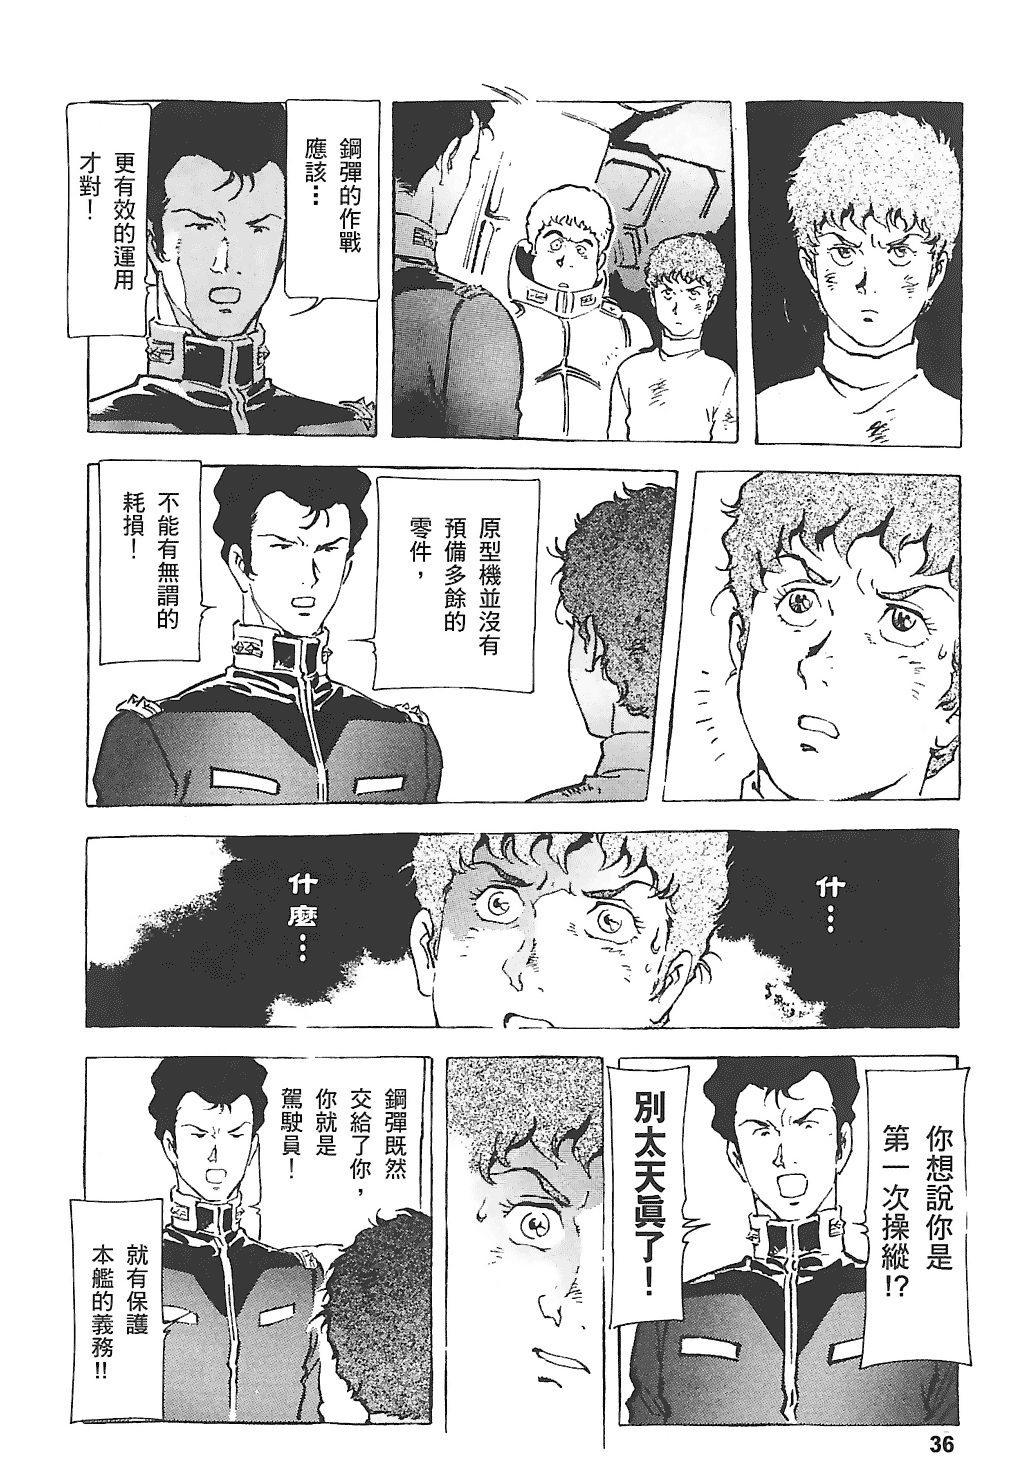 鋼彈的作戰
應該…
更有效的運用
才對！
原型機並沒有
預備多餘的
零件，
不能有無謂的
耗損！
什…
什麼…
你想說你是
第一次操縱!?
別太天真了！
鋼彈既然
交給了你，
你就是
駕駛員！
就有保護
本艦的義務!!
36